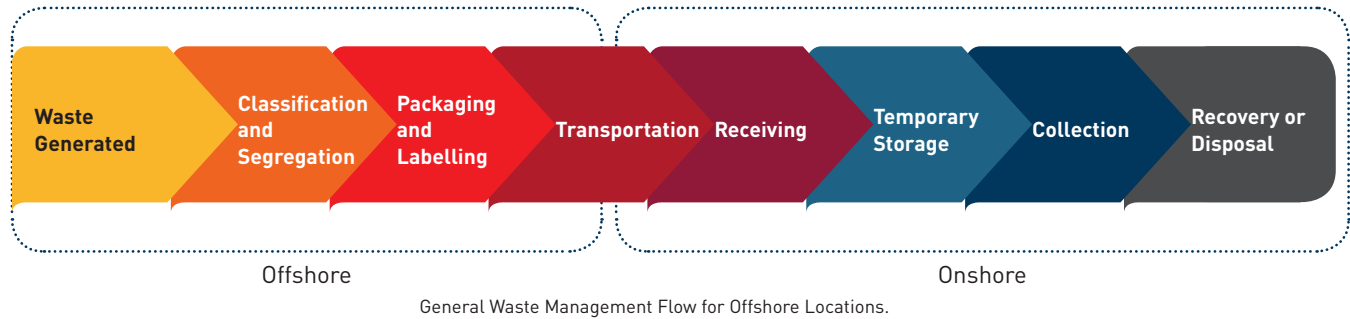 Waste
Generated
Classification
and
Segregation
Packaging
and
Labelling
Transportation
Receiving
Temporary
Storage
Collection
Recovery or
Disposal
Offshore
Onshore
General Waste Management Flow for Offshore Locations.